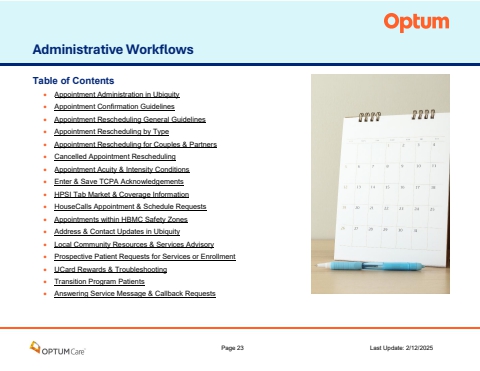 Optum
Administrative Workflows
Table of Contents
Appointment Administration in Ubiquity
Appointment Confirmation Guidelines
Appointment Rescheduling General Guidelines
Appointment Rescheduling by Type
Appointment Rescheduling for Couples & Partners
Cancelled Appointment Rescheduling
Appointment Acuity & Intensity Conditions
Enter & Save TCPA Acknowledgements
HPSI Tab Market & Coverage Information
HouseCalls Appointment & Schedule Requests
Appointments within HBMC Safety Zones
Address & Contact Updates in Ubiquity
Local Community Resources & Services Advisory
Prospective Patient Requests for Services or Enrollment
UCard Rewards & Troubleshooting
Transition Program Patients
Answering Service Message & Callback Requests
OPTUMCare
Page 23
Last Update: 2/12/2025